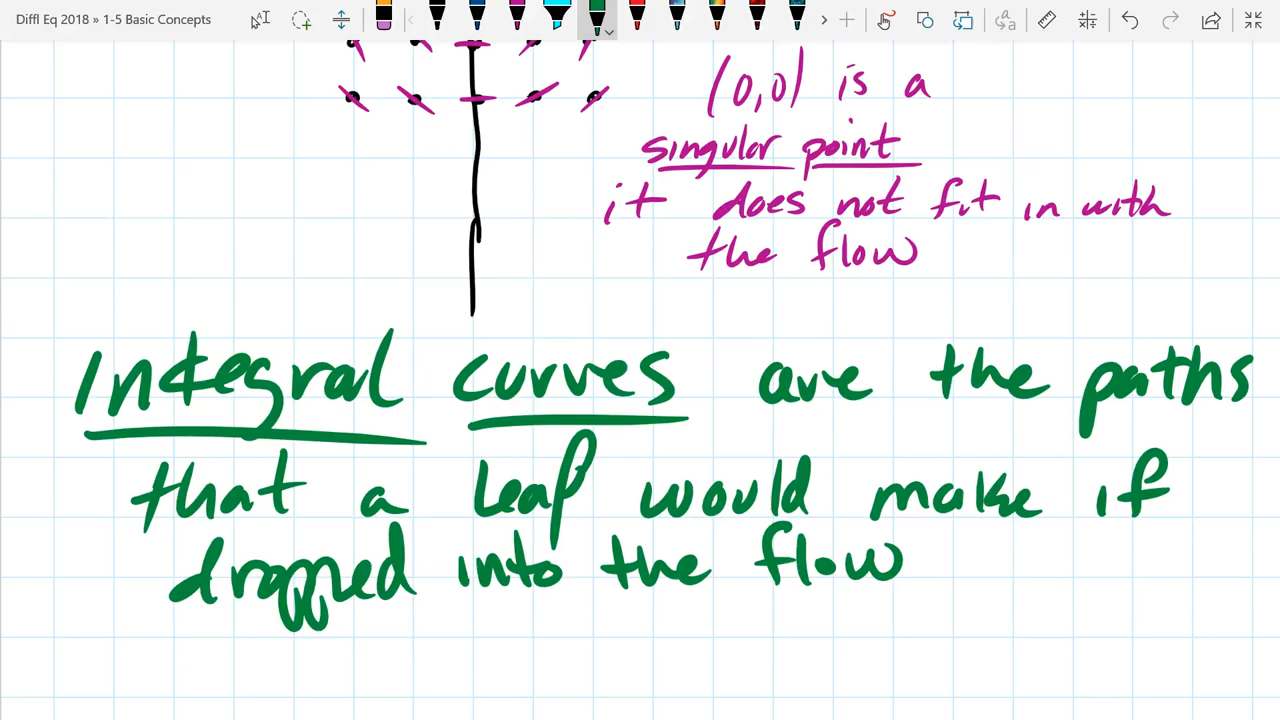 Diffl Eq 2018 » 1-5 Basic Concepts
(0,0) is a
singular point
it does not fit in with
the flow
Integral curves are the paths
that a leaf would make if
dropped into the flow